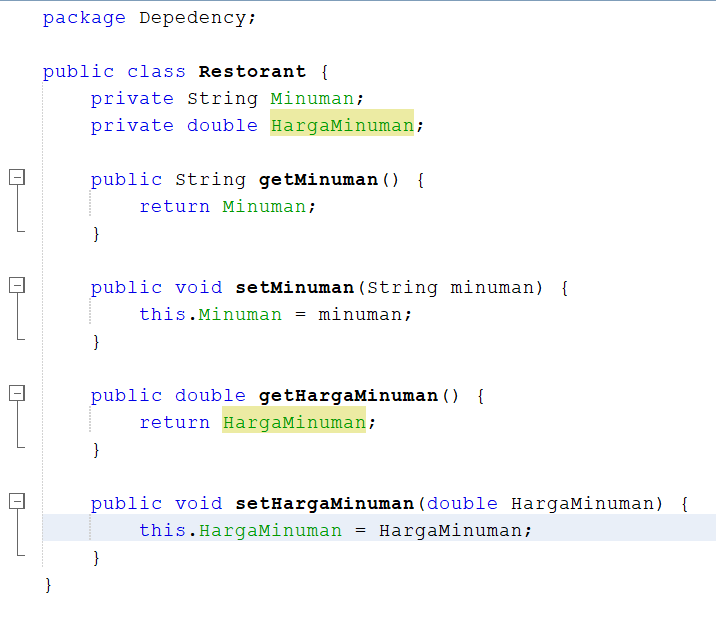 package Depedency;
public class Restorant {
private String Minuman;
private double HargaMinuman;
public String getMinuman() {
return Minuman;
}
public void setMinuman(String minuman) {
this.Minuman = minuman;
}
public double getHargaMinuman() {
return HargaMinuman;
}
public void setHargaMinuman(double HargaMinuman) {
this.HargaMinuman = HargaMinuman;
}
}